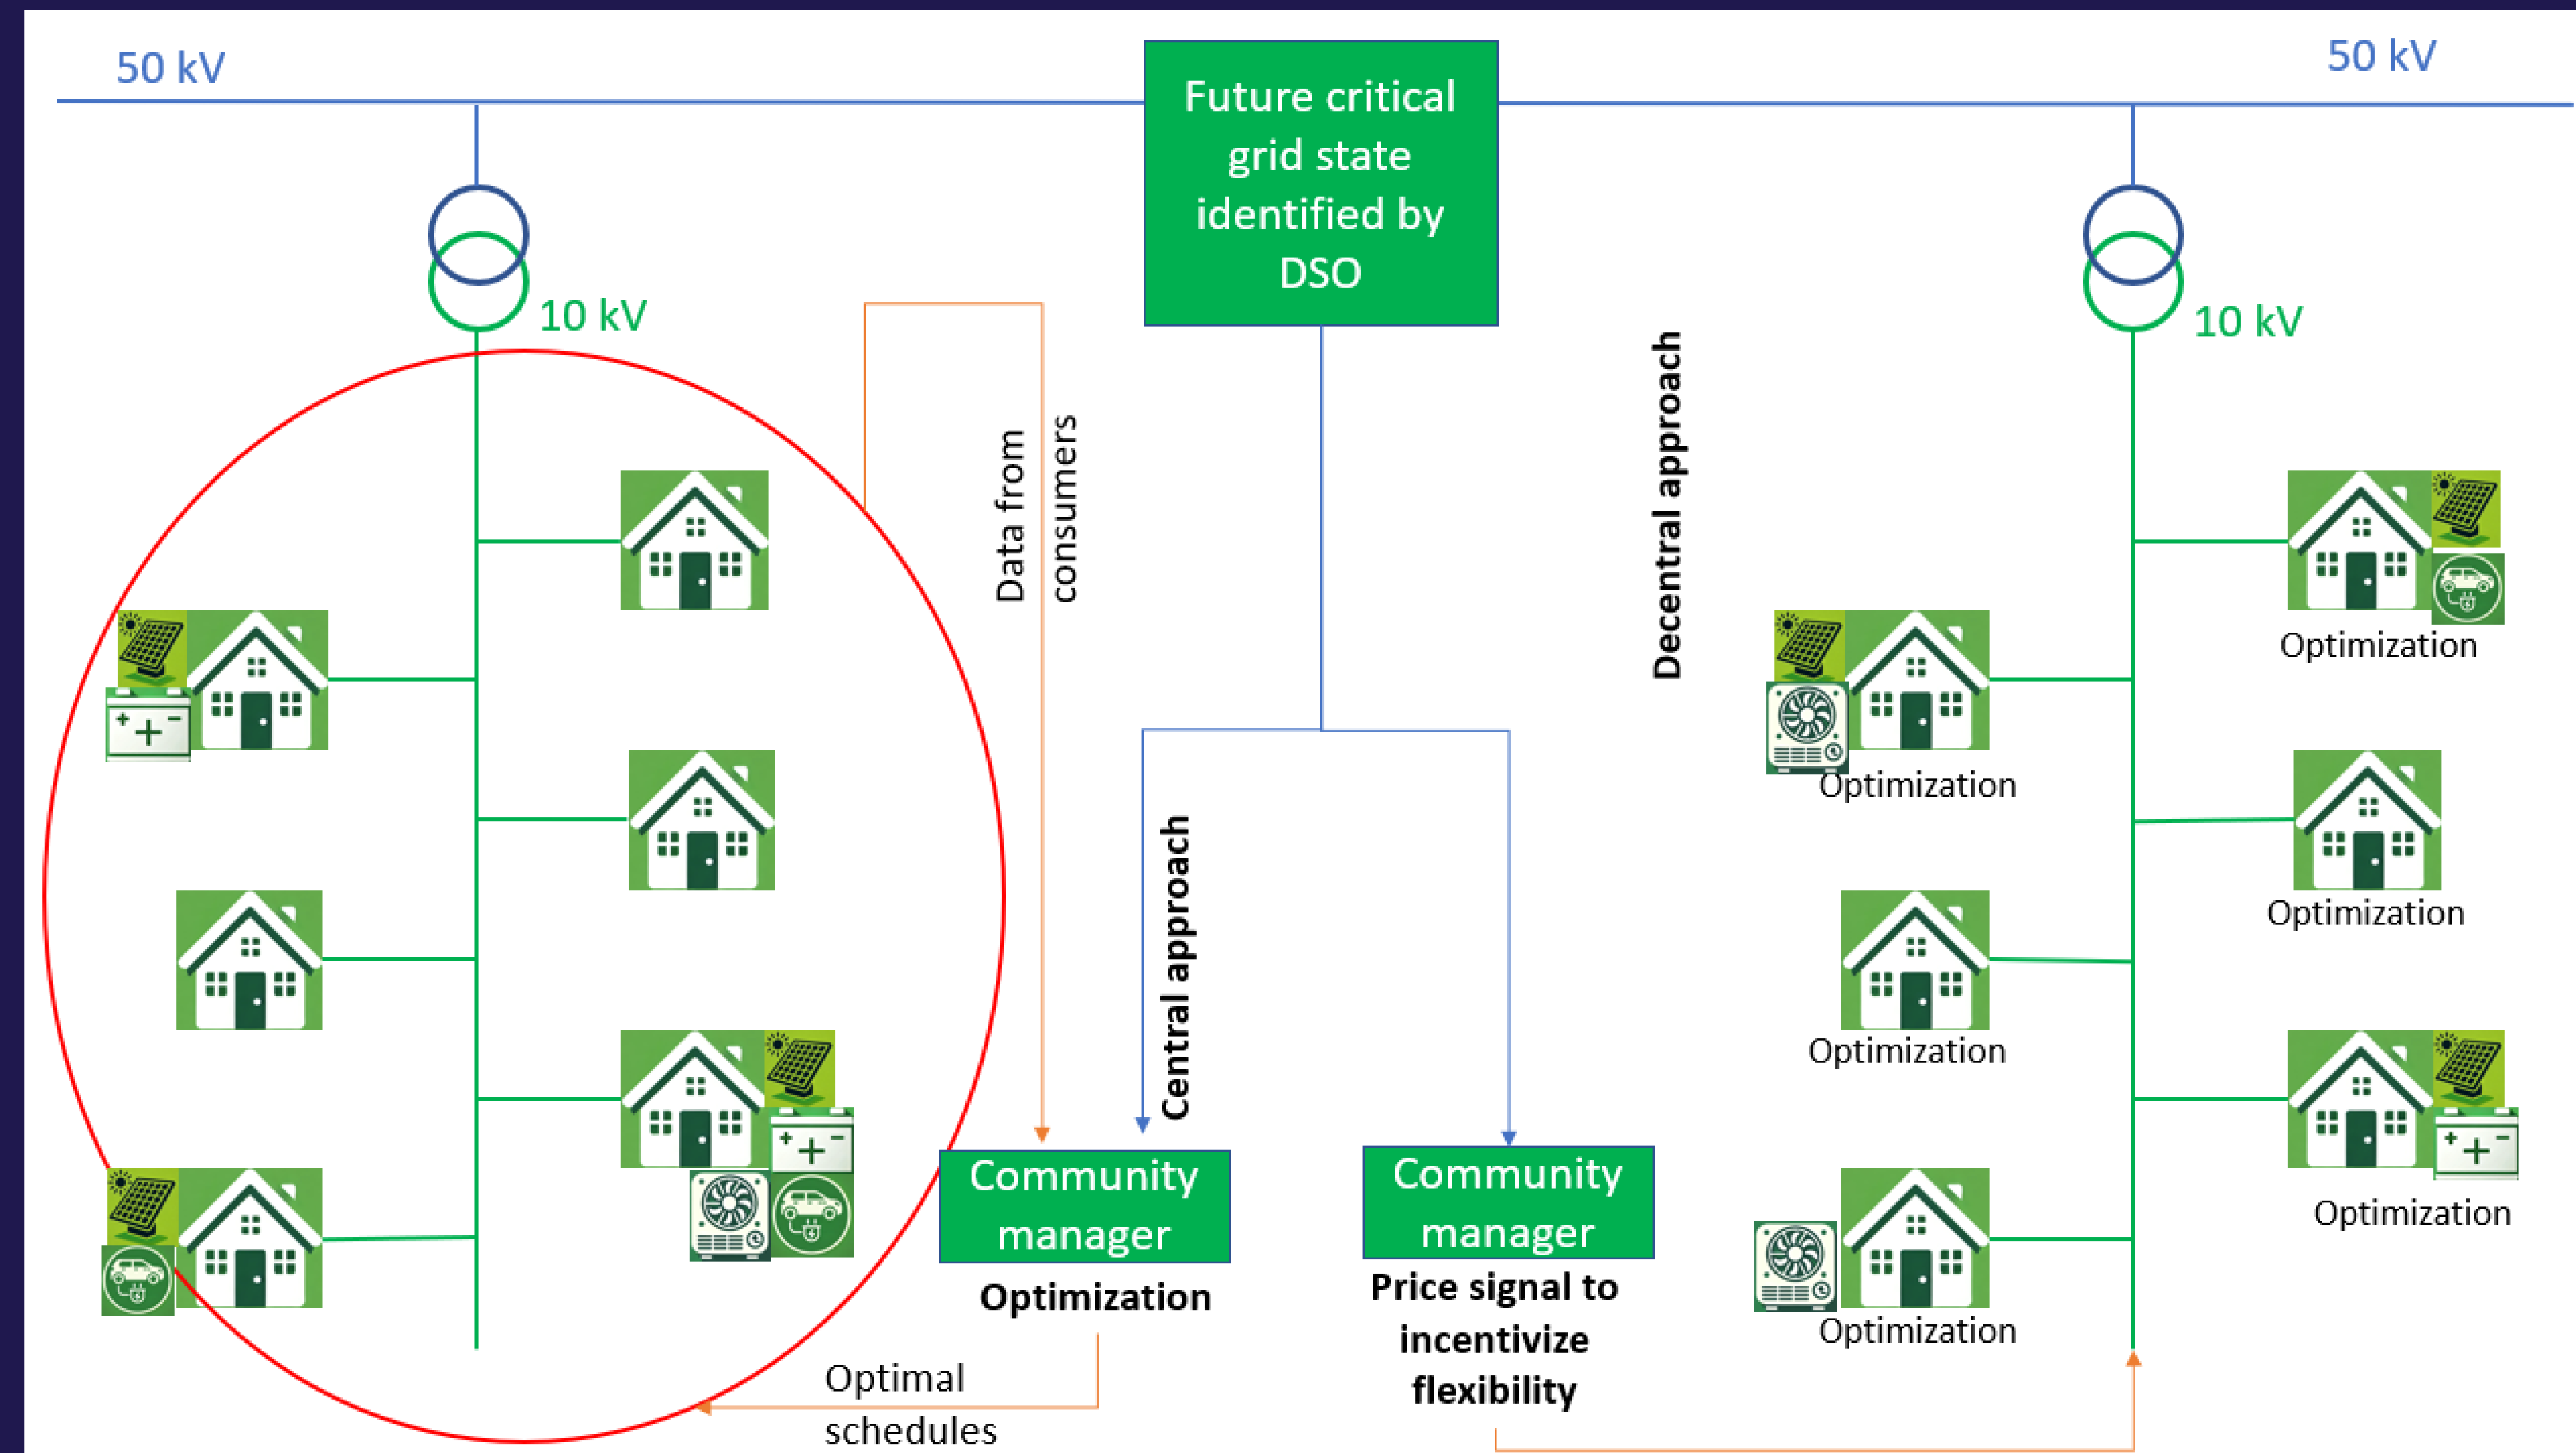 50 kV
Future critical
grid state
identified by
DSO
50 kV
10 kV
10 kV
Data from
consumers
Decentral approach
Optimization
Optimization
Central approach
Optimization
Optimization
Community
manager
Optimization
Community
manager
Price signal to
incentivize
flexibility
Optimization
Optimization
Optimal
schedules